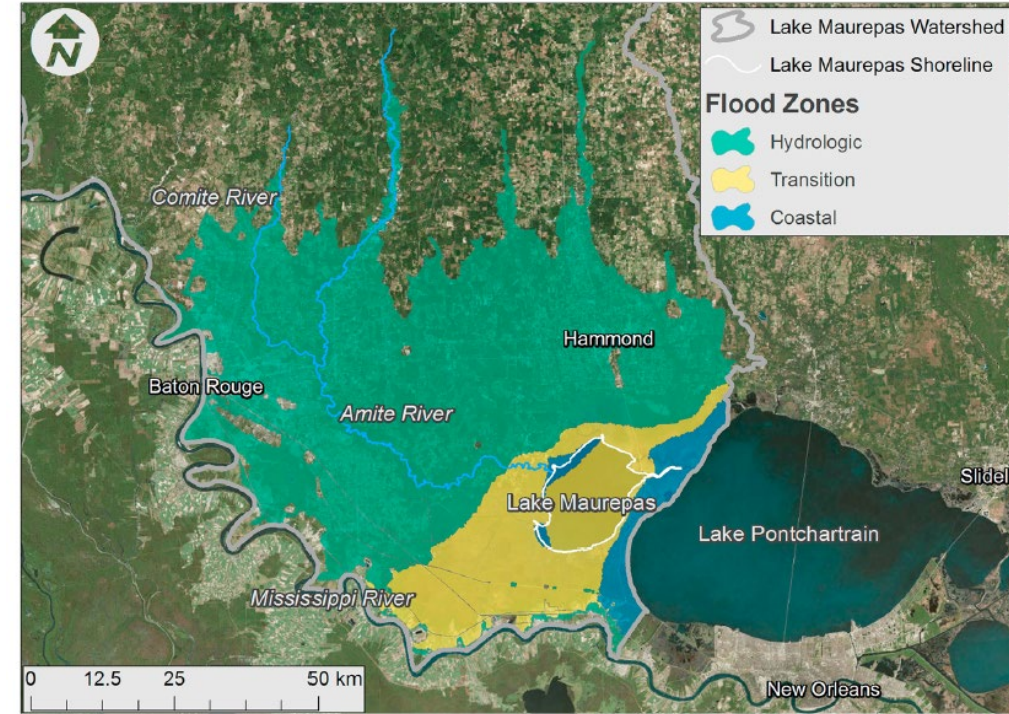 N
Lake Maurepas Watershed
Lake Maurepas Shoreline
Flood Zones
Hydrologic
Transition
Coastal
Comite River
Hammond
Baton Rouge
Amite River
Slidel
Lake Maurepas
Lake Pontchartrain
Mississippi River
0 12.5 25 50 km
New Orleans